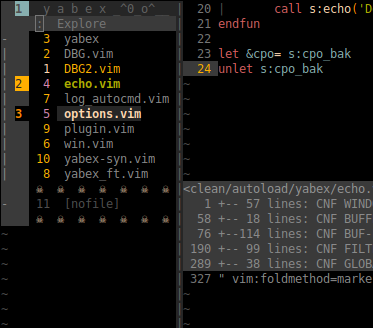 1 _y a b e x _^0_o^__
: Explore
- 3 yabex
| 2 DBG.vim
| 1 DBG2.vim
2 4 echo.vim
| 7 log_autocmd.vim
3 5 options.vim
| 9 plugin.vim
| 6 win.vim
| 10 yabex-syn.vim
| 8 yabex_ft.vim
☠ ☠ ☠ ☠ ☠ ☠ ☠
- 11 [nofile]
☠ ☠ ☠ ☠ ☠ ☠ ☠
~
~
~
~
~
~
20 | call s:echo('D
21 endfun
22
23 let &cpo= s:cpo_bak
24 unlet s:cpo_bak
~
~
~
~
~
~
~
<clean/autoload/yabex/echo.
1 +-- 57 lines: CNF WIND
58 +-- 18 lines: CNF BUFF
76 +--114 lines: CNF BUF-
190 +-- 99 lines: CNF FILT
289 +-- 38 lines: CNF GLOBA
327 " vim:foldmethod=marke
~
~